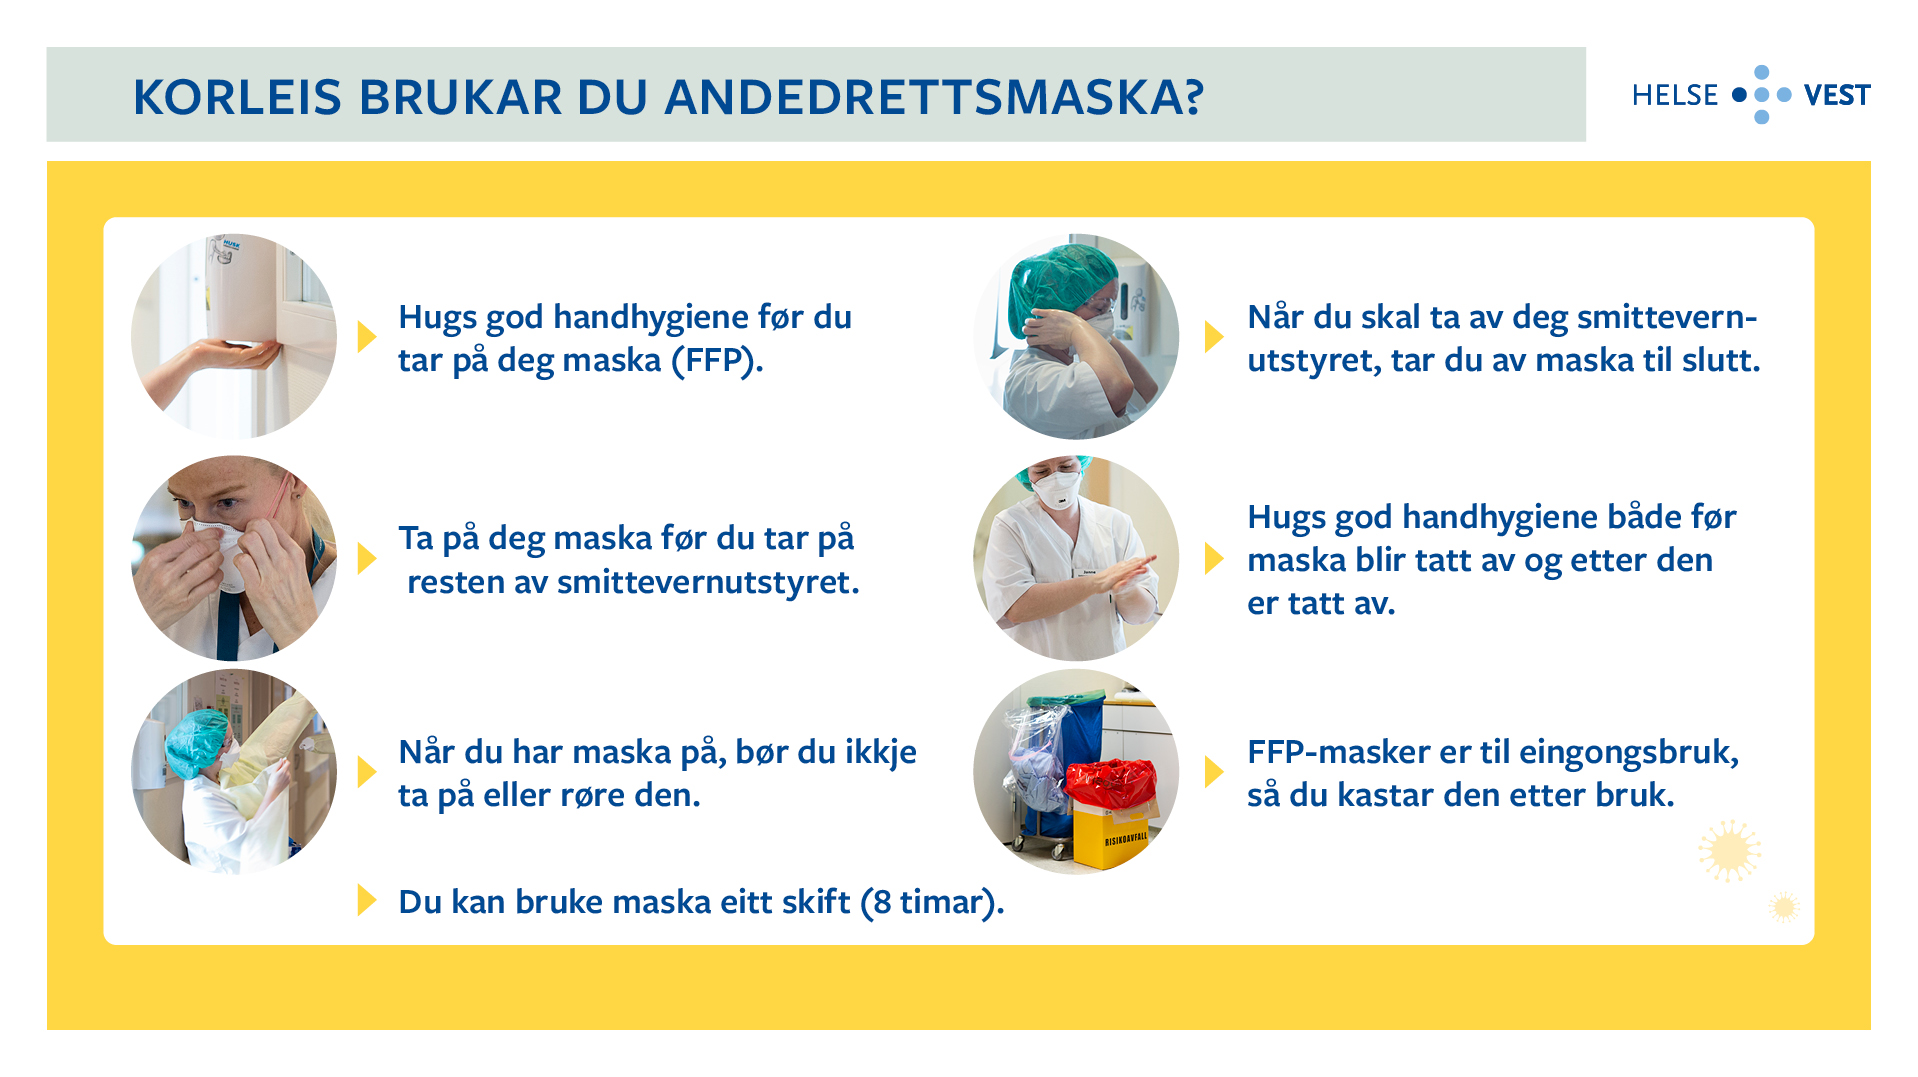 KORLEIS BRUKAR DU ANDEDRETTSMASKA?
HELSE VEST
HUSK
Hugs god handhygiene før du
tar på deg maska (FFP).
Ta på deg maska før du tar på
resten av smittevernutstyret.
Når du har maska på, bør du ikkje
ta på eller røre den.
Du kan bruke maska eitt skift (8 timar).
Når du skal ta av deg smittevern-
utstyret, tar du av maska til slutt.
Hugs god handhygiene både før
maska blir tatt av og etter den
er tatt av.
FFP-masker er til eingongsbruk,
så du kastar den etter bruk.
RISIKOAVFALL